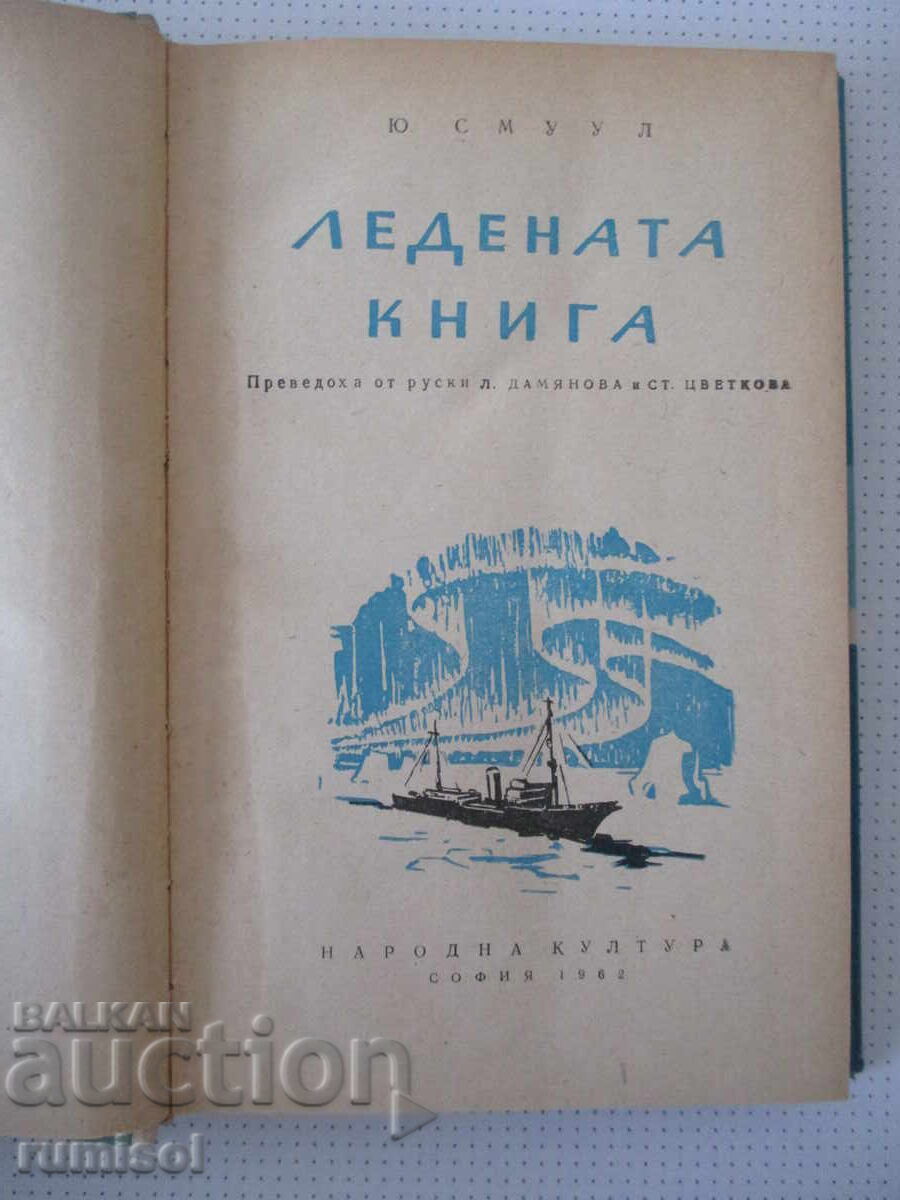 Ю. СМУУЛ
ЛЕДЕНАТА
КНИГА
Преведоха от руски Л. ДАМЯНОВА и СТ. ЦВЕТКОВА
НАРОДНА КУЛТУРА
СОФИЯ 1962
BALKAN
auction
rumisol